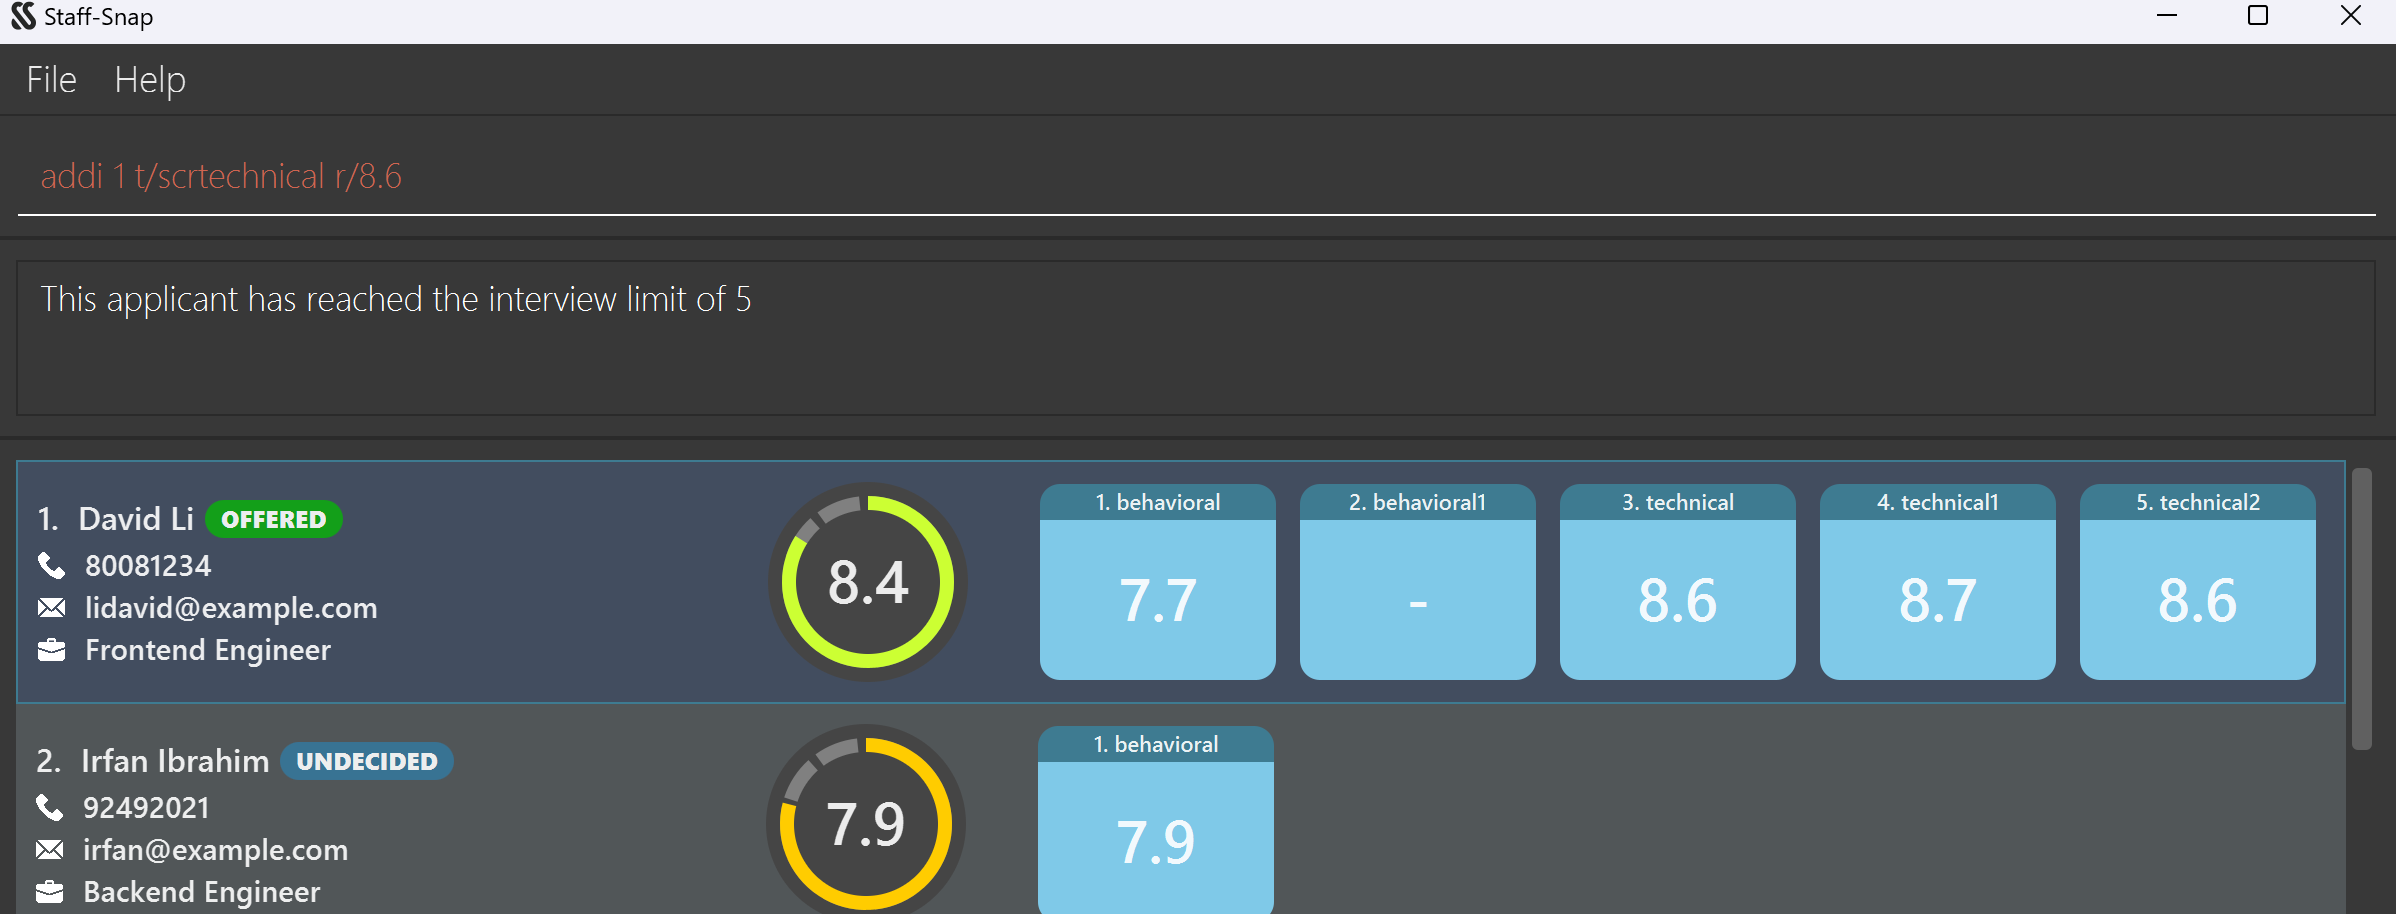 Staff-Snap
File Help
addi 1 t/scrtechnical r/8.6
This applicant has reached the interview limit of 5
1. David Li OFFERED
80081234
lidavid@example.com
Frontend Engineer
8.4
1. behavioral
7.7
2. behavioral1
-
3. technical
8.6
4. technical1
8.7
5. technical2
8.6
2. Irfan Ibrahim UNDECIDED
92492021
irfan@example.com
Backend Engineer
7.9
1. behavioral
7.9